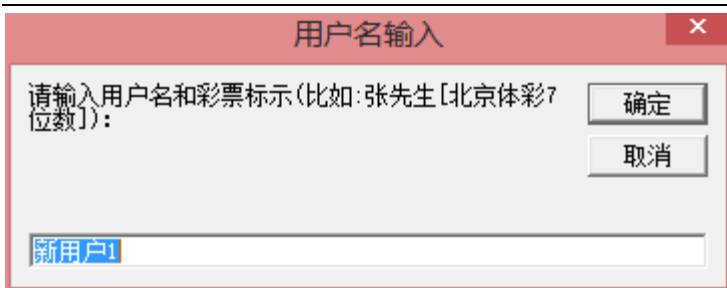 用户名输入
请输入用户名和彩票标示(比如:张先生[北京体彩7
位数]):
确定
取消
新用户1